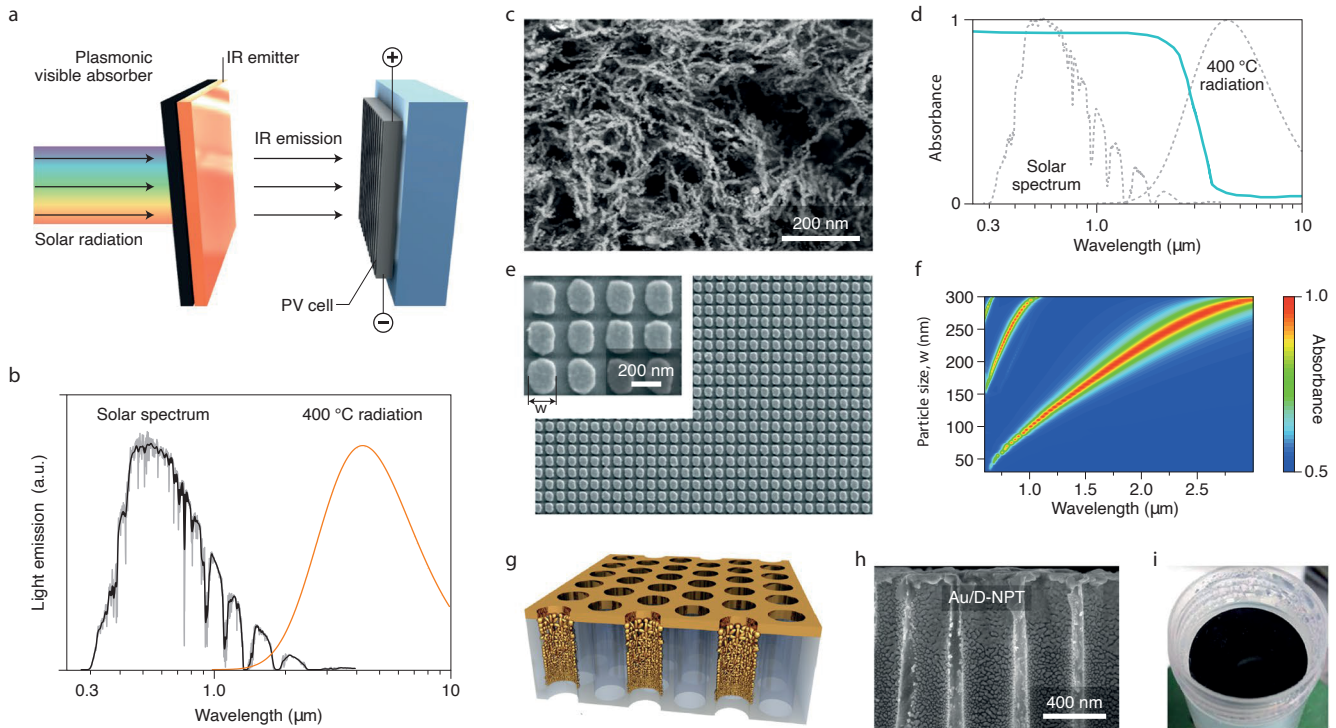 a
Plasmonic
visible absorber
IR emitter
IR emission
Solar radiation
PV cell
+
−
b
Solar spectrum
400 °C radiation
Light emission (a.u.)
0.3
1.0
10
Wavelength (μm)
c
200 nm
d
1
400 °C
radiation
Solar
spectrum
Absorbance
0
0.3
1.0
10
Wavelength (μm)
e
200 nm
w
f
300
250
200
150
100
50
Particle size, w (nm)
1.0
1.5
2.0
2.5
Wavelength (μm)
1.0
Absorbance
0.5
g
h
Au/D-NPT
400 nm
i